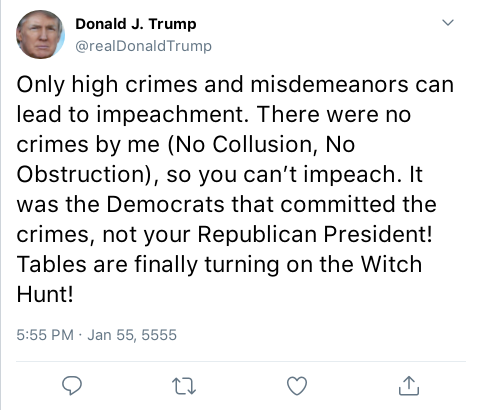 Donald J. Trump
@realDonaldTrump
Only high crimes and misdemeanors can
lead to impeachment. There were no
crimes by me (No Collusion, No
Obstruction), so you can’t impeach. It
was the Democrats that committed the
crimes, not your Republican President!
Tables are finally turning on the Witch
Hunt!
5:55 PM · Jan 55, 5555